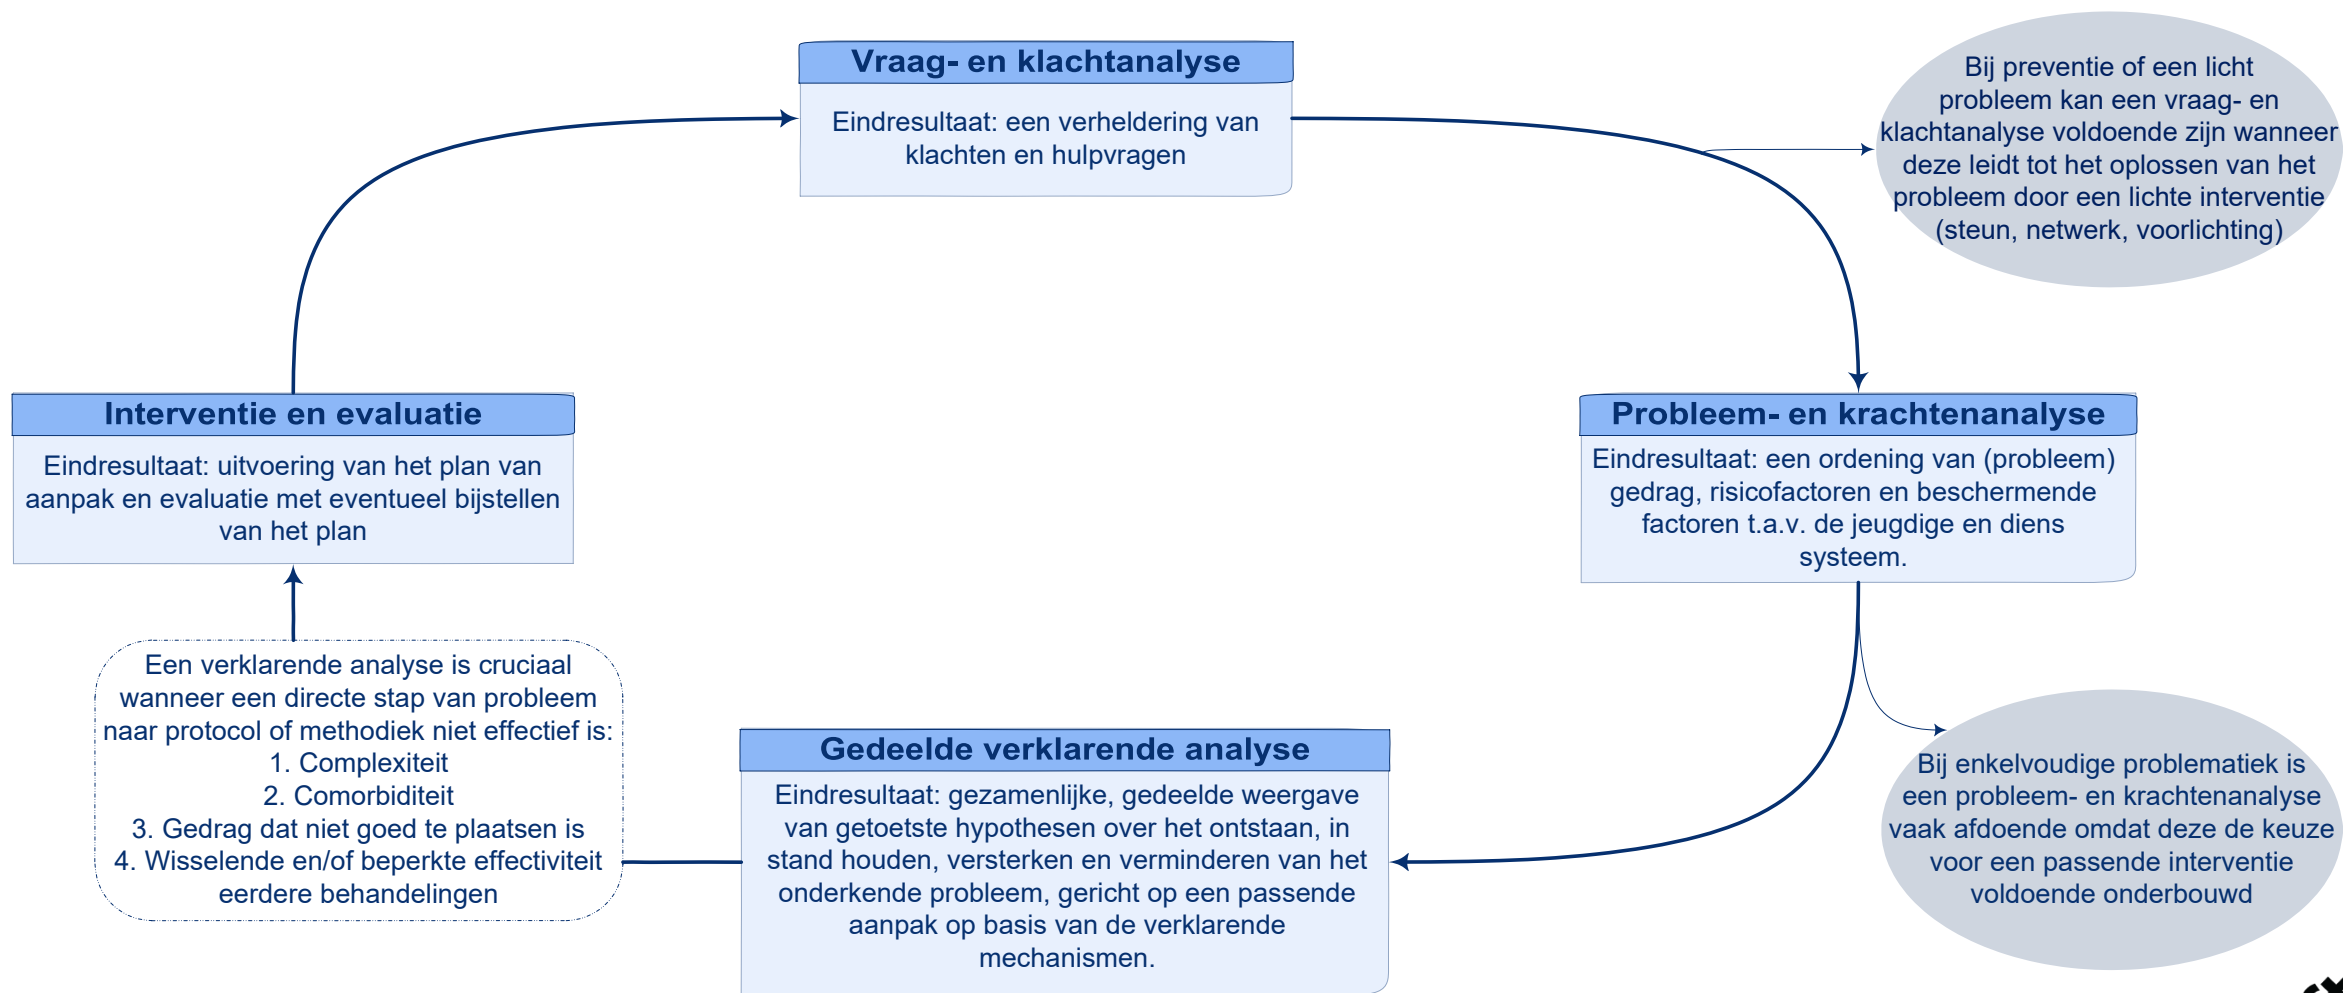 Vraag- en klachtanalyse
Eindresultaat: een verheldering van
klachten en hulpvragen
Bij preventie of een licht
probleem kan een vraag- en
klachtanalyse voldoende zijn wanneer
deze leidt tot het oplossen van het
probleem door een lichte interventie
(steun, netwerk, voorlichting)
Interventie en evaluatie
Eindresultaat: uitvoering van het plan van
aanpak en evaluatie met eventueel bijstellen
van het plan
Probleem- en krachtenanalyse
Eindresultaat: een ordening van (probleem)
gedrag, risicofactoren en beschermende
factoren t.a.v. de jeugdige en diens
systeem.
Een verklarende analyse is cruciaal
wanneer een directe stap van probleem
naar protocol of methodiek niet effectief is:
1. Complexiteit
2. Comorbiditeit
3. Gedrag dat niet goed te plaatsen is
4. Wisselende en/of beperkte effectiviteit
eerdere behandelingen
Gedeelde verklarende analyse
Eindresultaat: gezamenlijke, gedeelde weergave
van getoetste hypothesen over het ontstaan, in
stand houden, versterken en verminderen van het
onderkende probleem, gericht op een passende
aanpak op basis van de verklarende
mechanismen.
Bij enkelvoudige problematiek is
een probleem- en krachtenanalyse
vaak afdoende omdat deze de keuze
voor een passende interventie
voldoende onderbouwd